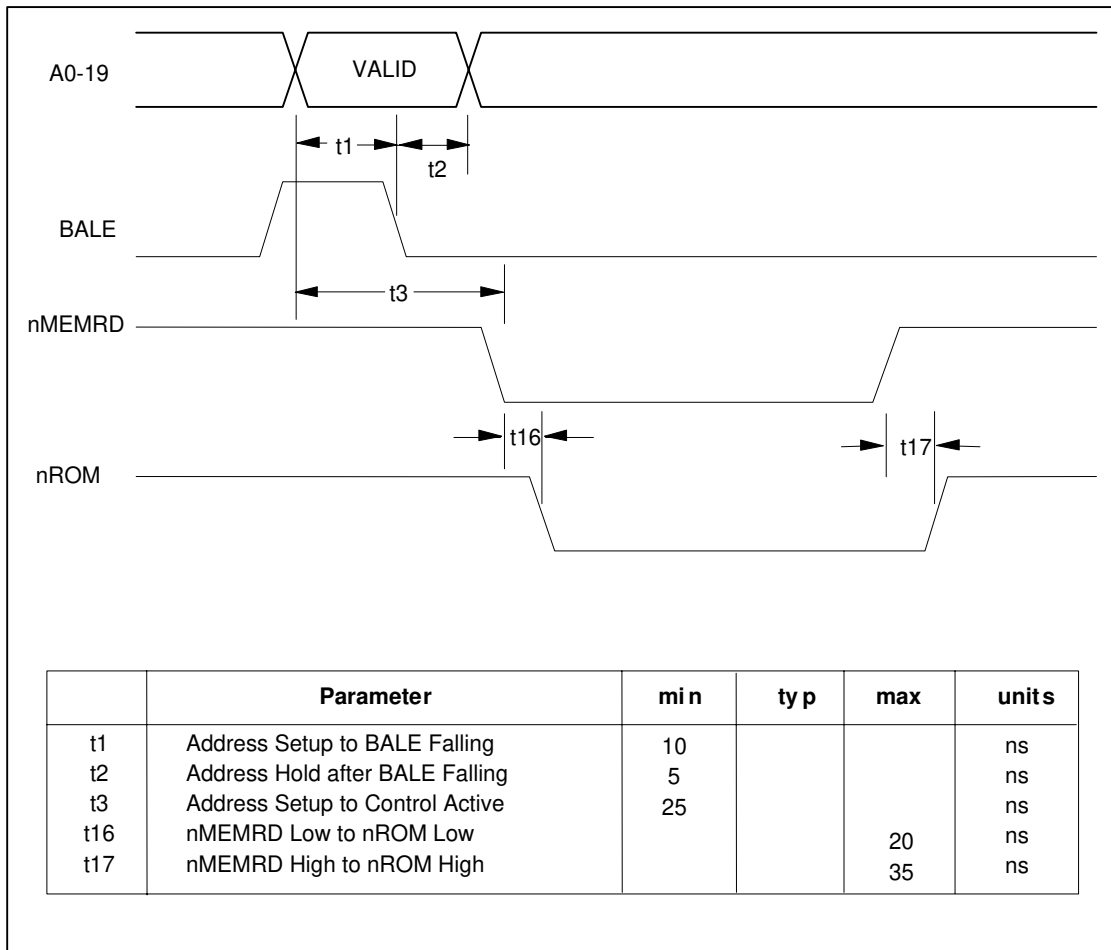 A0-19
VALID
t1
t2
BALE
t3
nMEMRD
t16
t17
nROM
Parameter min typ max units
t1 Address Setup to BALE Falling 10 ns
t2 Address Hold after BALE Falling 5 ns
t3 Address Setup to Control Active 25 ns
t16 nMEMRD Low to nROM Low 20 ns
t17 nMEMRD High to nROM High 35 ns